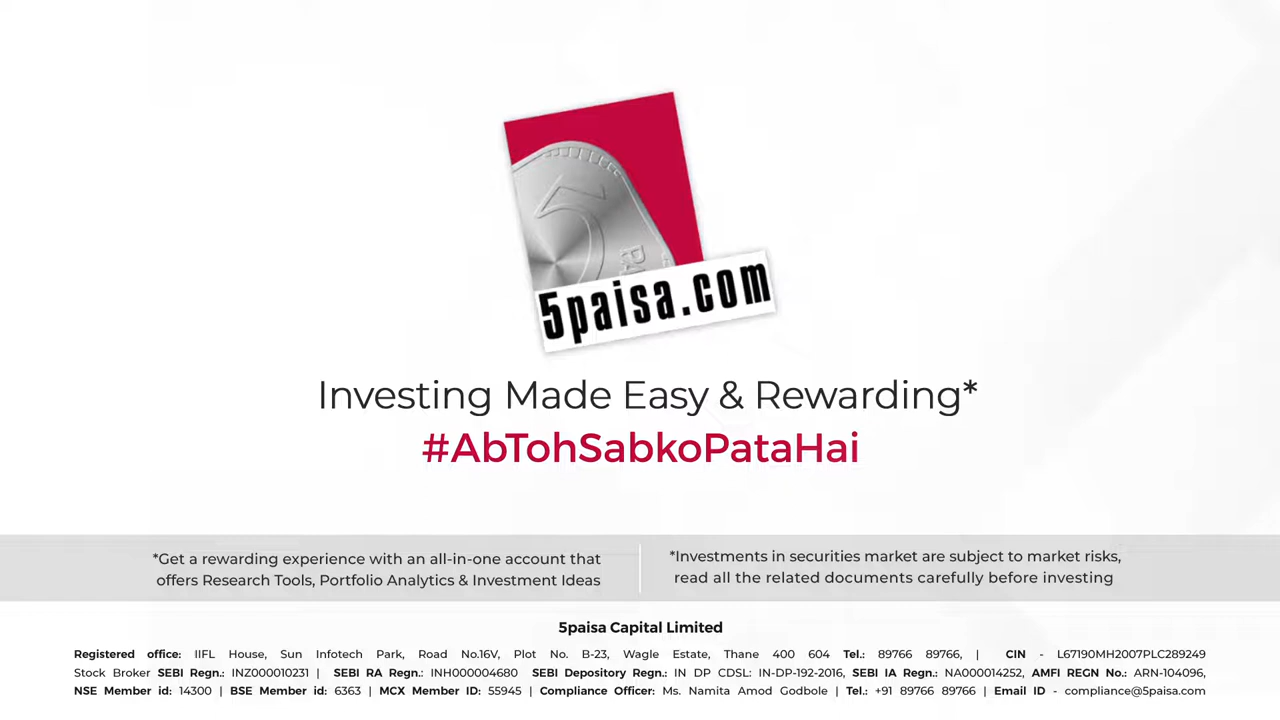 5paisa.com
Investing Made Easy & Rewarding*
#AbTohSabkoPataHai
*Get a rewarding experience with an all-in-one account that
offers Research Tools, Portfolio Analytics & Investment Ideas
*Investments in securities market are subject to market risks,
read all the related documents carefully before investing
5paisa Capital Limited
Registered office: IIFL House, Sun Infotech Park, Road No.16V, Plot No. B-23, Wagle Estate, Thane 400 604 Tel.: 89766 89766, | CIN - L67190MH2007PLC289249
Stock Broker SEBI Regn.: INZ000010231 | SEBI RA Regn.: INH000004680 SEBI Depository Regn.: IN DP CDSL: IN-DP-192-2016, SEBI IA Regn.: NA000014252, AMFI REGN No.: ARN-104096,
NSE Member id: 14300 | BSE Member id: 6363 | MCX Member ID: 55945 | Compliance Officer: Ms. Namita Amod Godbole | Tel.: +91 89766 89766 | Email ID - compliance@5paisa.com